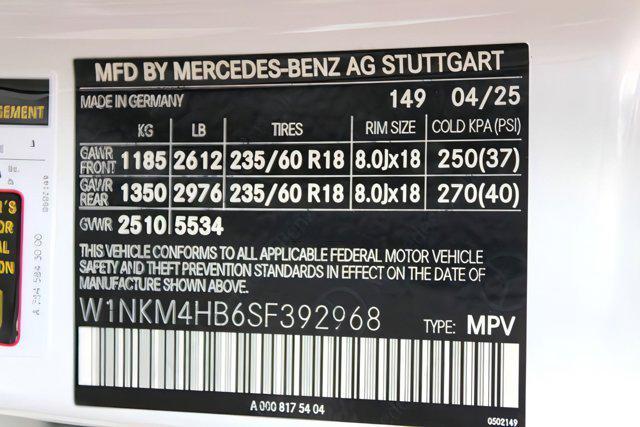 MFD BY MERCEDES-BENZ AG STUTTGART
MADE IN GERMANY 149 04/25
KG LB TIRES RIM SIZE COLD KPA (PSI)
GAWR FRONT 1185 2612 235/60 R18 8.0Jx18 250(37)
GAWR REAR 1350 2976 235/60 R18 8.0Jx18 270(40)
GVWR 2510 5534
THIS VEHICLE CONFORMS TO ALL APPLICABLE FEDERAL MOTOR VEHICLE
SAFETY AND THEFT PREVENTION STANDARDS IN EFFECT ON THE DAY OF
MANUFACTURE SHOWN ABOVE.
W1NKM4HB6SF392968 TYPE: MPV
A 000 817 54 04
0502149